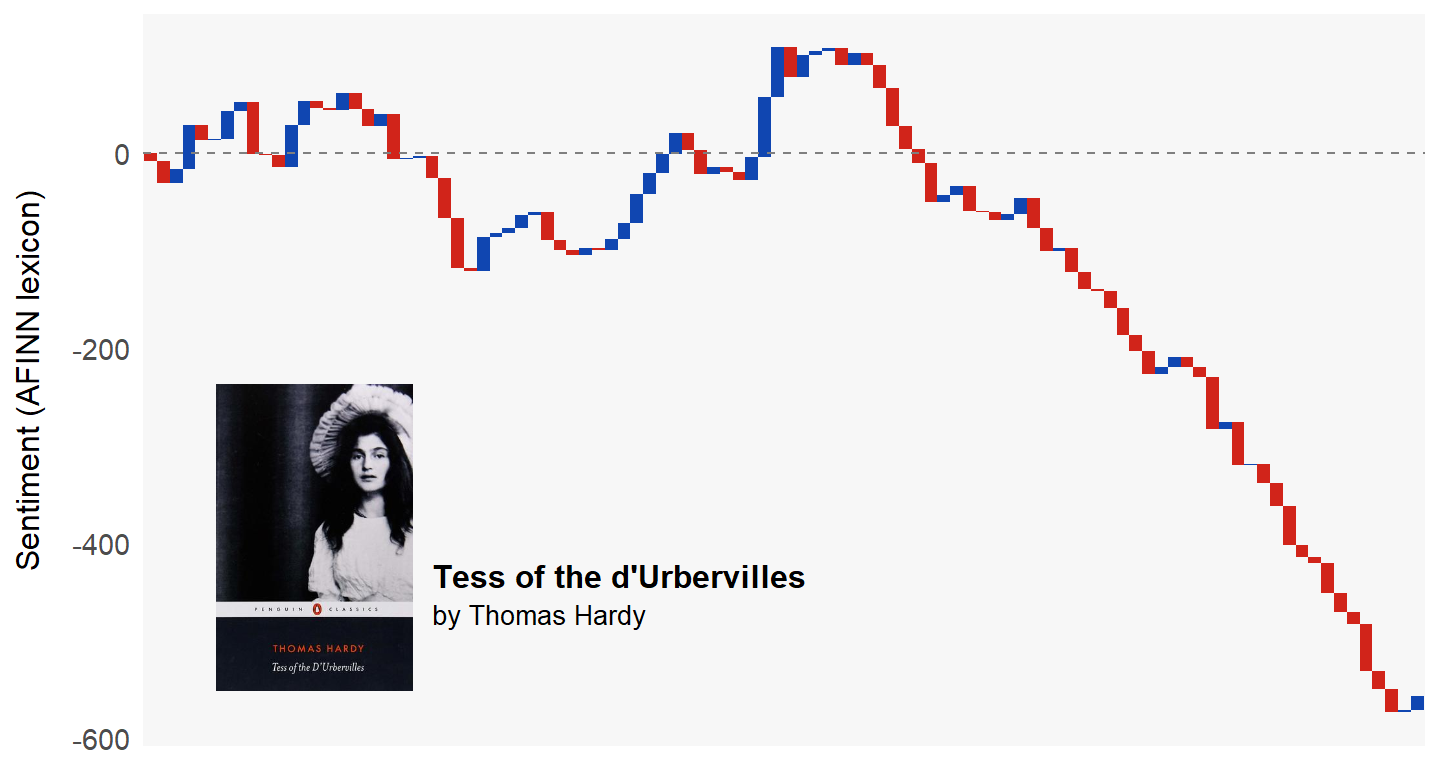 Sentiment (AFINN lexicon)
0
-200
-400
-600
PENGUIN CLASSICS
THOMAS HARDY
Tess of the D'Urbervilles
Tess of the d'Urbervilles
by Thomas Hardy